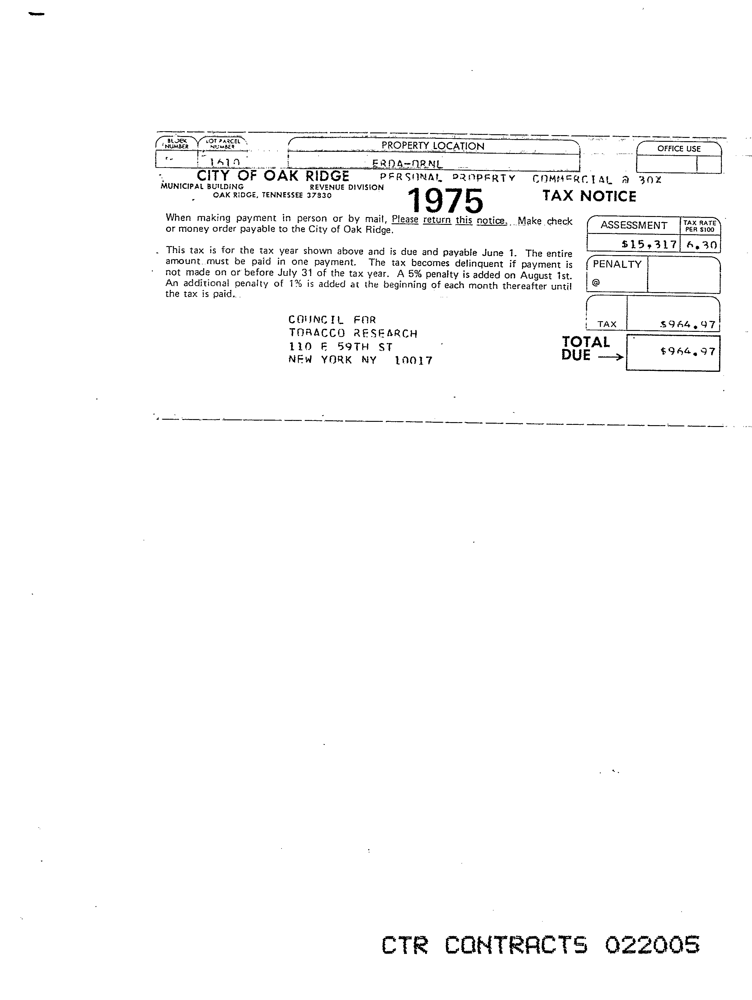 BLOCK NUMBER
LOT PARCEL NUMBER
PROPERTY LOCATION
OFFICE USE
1610
ERDA-ORNL
CITY OF OAK RIDGE
PERSONAL PROPERTY COMMERCIAL @ 30%
MUNICIPAL BUILDING REVENUE DIVISION
OAK RIDGE, TENNESSEE 37830
1975
TAX NOTICE
When making payment in person or by mail, Please return this notice. Make check
or money order payable to the City of Oak Ridge.
This tax is for the tax year shown above and is due and payable June 1. The entire
amount must be paid in one payment. The tax becomes delinquent if payment is
not made on or before July 31 of the tax year. A 5% penalty is added on August 1st.
An additional penalty of 1% is added at the beginning of each month thereafter until
the tax is paid.
ASSESSMENT
TAX RATE PER $100
$15,317 6.30
PENALTY
@
TAX $964.97
TOTAL
DUE → $964.97
COUNCIL FOR
TOBACCO RESEARCH
110 E 59TH ST
NEW YORK NY 10017
CTR CONTRACTS 022005